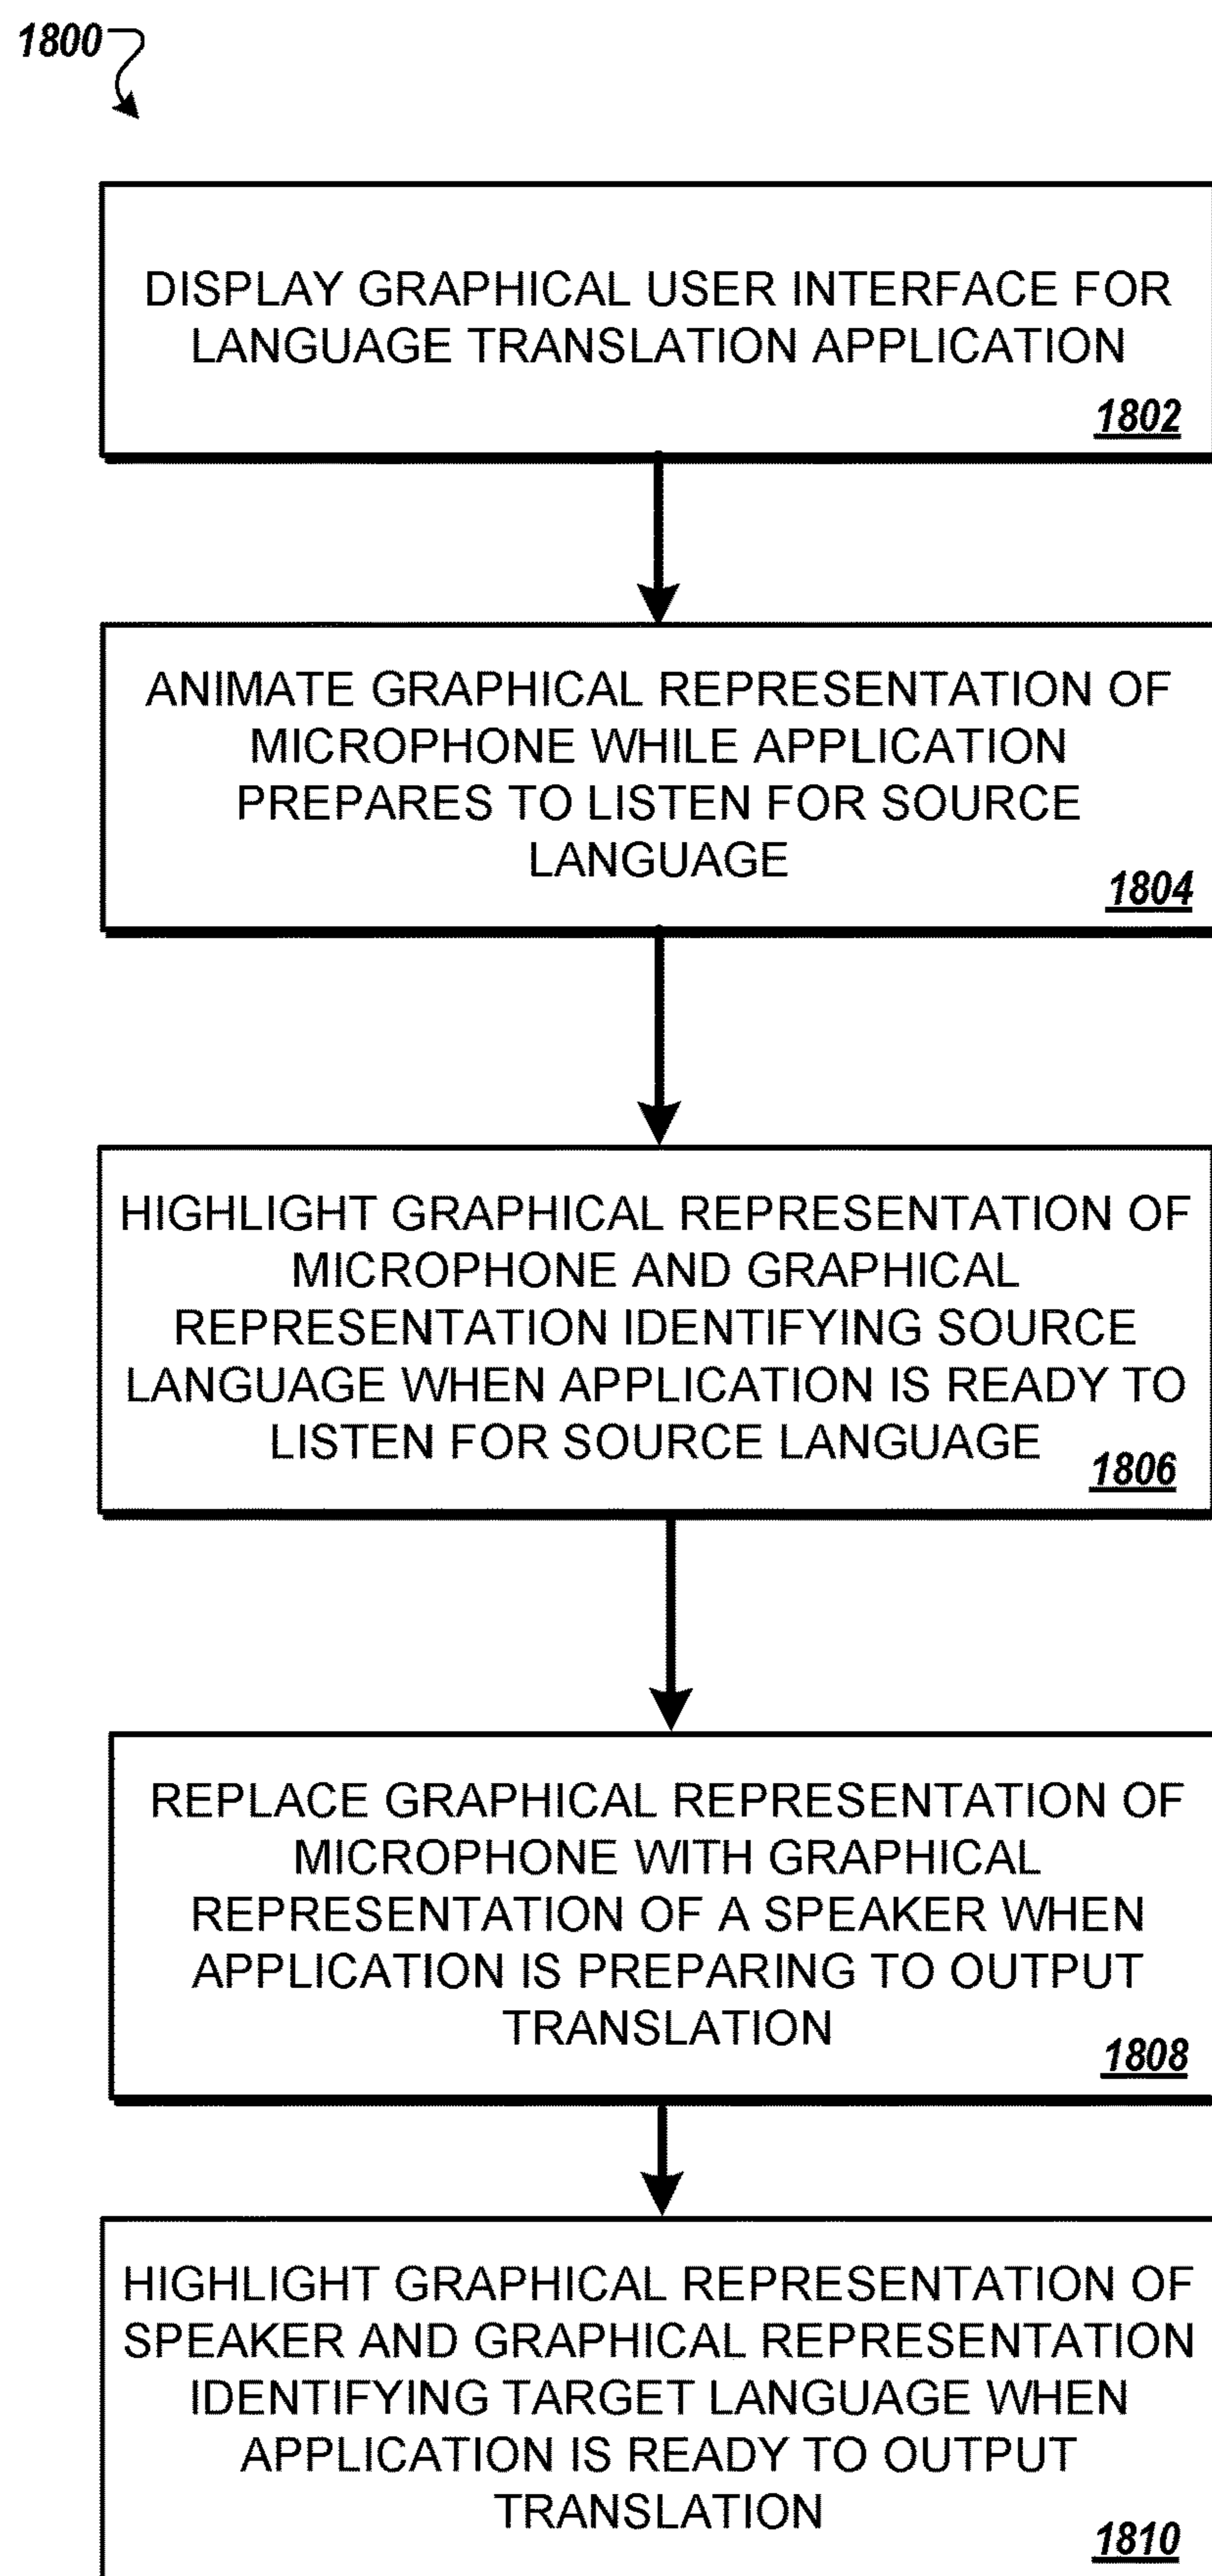 1800
DISPLAY GRAPHICAL USER INTERFACE FOR
LANGUAGE TRANSLATION APPLICATION
1802
ANIMATE GRAPHICAL REPRESENTATION OF
MICROPHONE WHILE APPLICATION
PREPARES TO LISTEN FOR SOURCE
LANGUAGE
1804
HIGHLIGHT GRAPHICAL REPRESENTATION OF
MICROPHONE AND GRAPHICAL
REPRESENTATION IDENTIFYING SOURCE
LANGUAGE WHEN APPLICATION IS READY TO
LISTEN FOR SOURCE LANGUAGE
1806
REPLACE GRAPHICAL REPRESENTATION OF
MICROPHONE WITH GRAPHICAL
REPRESENTATION OF A SPEAKER WHEN
APPLICATION IS PREPARING TO OUTPUT
TRANSLATION
1808
HIGHLIGHT GRAPHICAL REPRESENTATION OF
SPEAKER AND GRAPHICAL REPRESENTATION
IDENTIFYING TARGET LANGUAGE WHEN
APPLICATION IS READY TO OUTPUT
TRANSLATION
1810